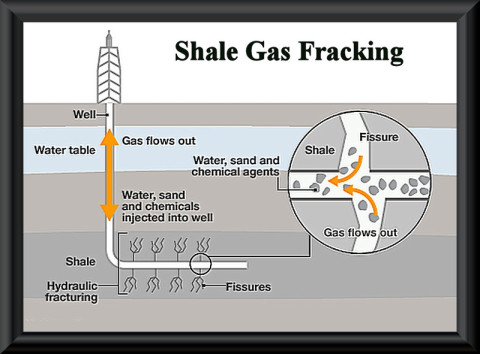 Shale Gas Fracking
Well
Water table
Gas flows out
Water, sand
and chemicals
injected into well
Shale
Hydraulic
fracturing
Fissures
Water, sand and
chemical agents
Shale
Fissure
Gas flows out